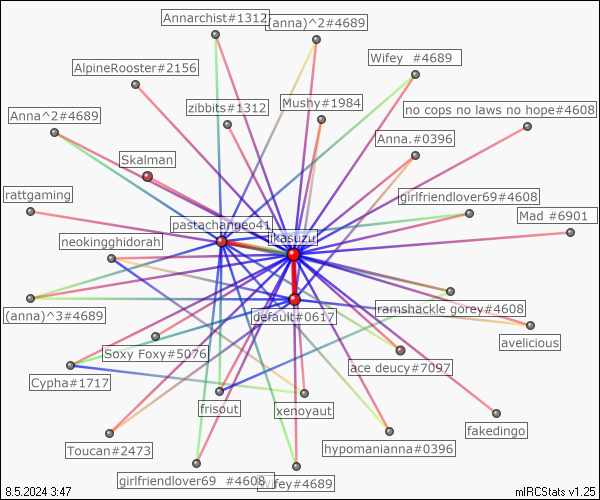 Annarchist#1312
(anna)^2#4689
Wifey  #4689
AlpineRooster#2156
zibbits#1312
Mushy#1984
no cops no laws no hope#4608
Anna^2#4689
Anna.#0396
Skalman
rattgaming
girlfriendlover69#4608
Mad #6901
pastachangeo41
neokingghidorah
ikasuzu
(anna)^3#4689
default#0617
ramshackle gorey#4608
avelicious
Soxy Foxy#5076
ace deucy#7097
Cypha#1717
frisout
xenoyaut
fakedingo
Toucan#2473
hypomanianna#0396
girlfriendlover69  #4608
Wifey#4689
8.5.2024 3:47
mIRCStats v1.25